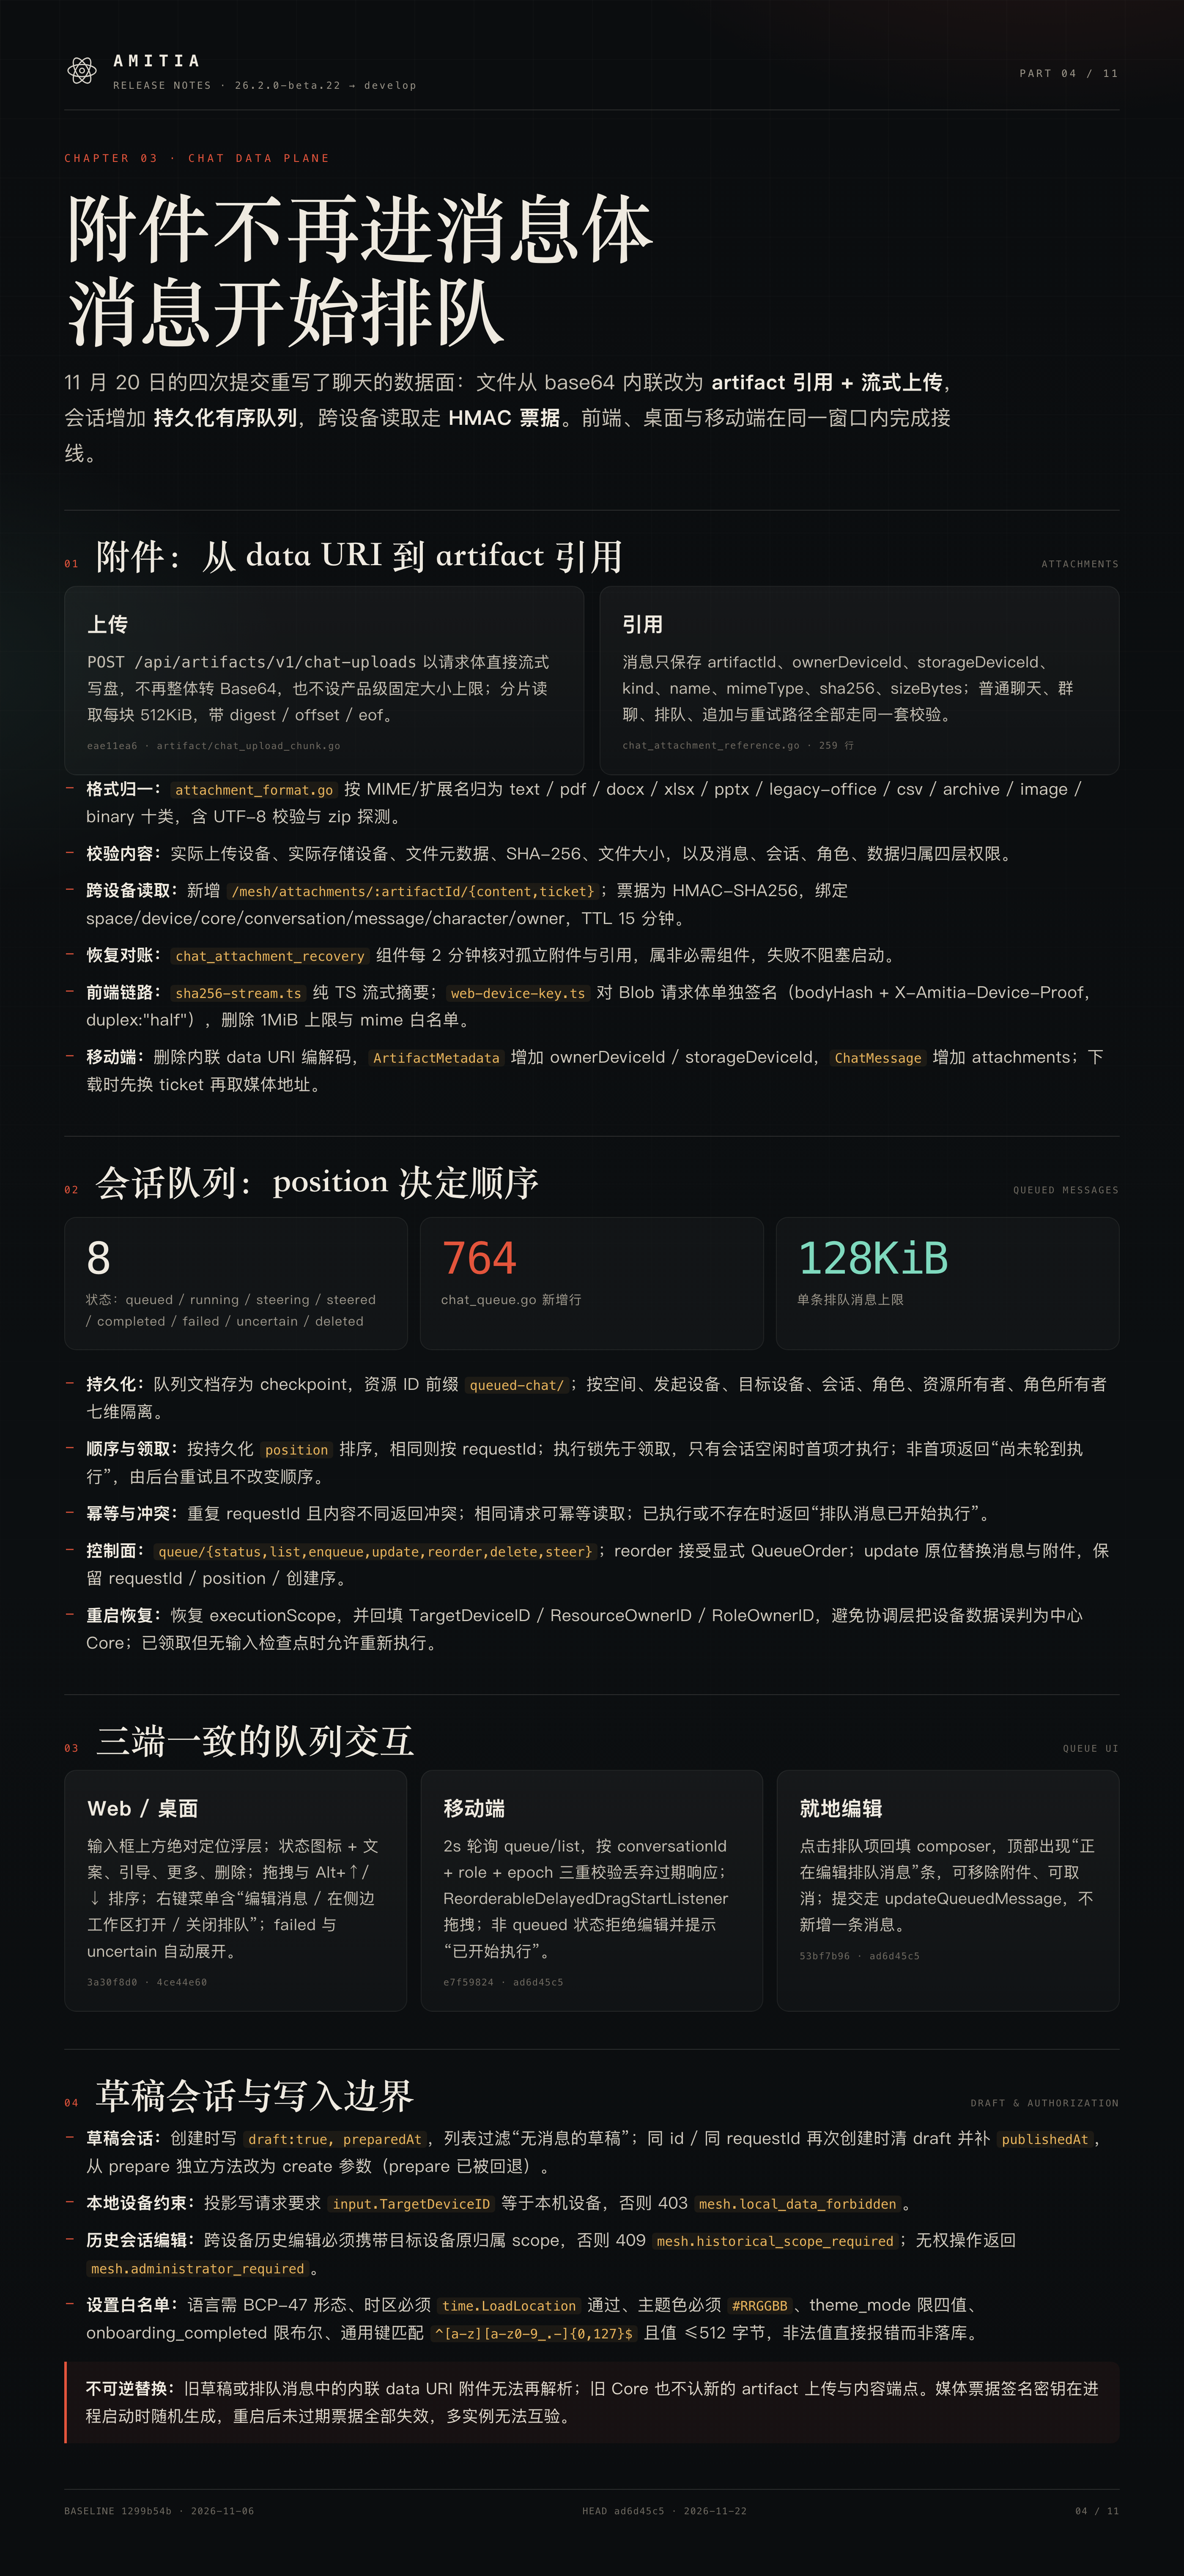 AMITIA
RELEASE NOTES · 26.2.0-beta.22 → develop
PART 04 / 11
CHAPTER 03 · CHAT DATA PLANE
附件不再进消息体
消息开始排队
11 月 20 日的四次提交重写了聊天的数据面：文件从 base64 内联改为 artifact 引用 + 流式上传，
会话增加 持久化有序队列，跨设备读取走 HMAC 票据。前端、桌面与移动端在同一窗口内完成接
线。
01 附件：从 data URI 到 artifact 引用
ATTACHMENTS
上传
POST /api/artifacts/v1/chat-uploads 以请求体直接流式
写盘，不再整体转 Base64，也不设产品级固定大小上限；分片读
取每块 512KiB，带 digest / offset / eof。
eae11ea6 · artifact/chat_upload_chunk.go
引用
消息只保存 artifactId、ownerDeviceId、storageDeviceId、
kind、name、mimeType、sha256、sizeBytes；普通聊天、群
聊、排队、追加与重试路径全部走同一套校验。
chat_attachment_reference.go · 259 行
– 格式归一：attachment_format.go 按 MIME/扩展名归为 text / pdf / docx / xlsx / pptx / legacy-office / csv / archive / image /
binary 十类，含 UTF-8 校验与 zip 探测。
– 校验内容：实际上传设备、实际存储设备、文件元数据、SHA-256、文件大小，以及消息、会话、角色、数据归属四层权限。
– 跨设备读取：新增 /mesh/attachments/:artifactId/{content,ticket}；票据为 HMAC-SHA256，绑定
space/device/core/conversation/message/character/owner，TTL 15 分钟。
– 恢复对账：chat_attachment_recovery 组件每 2 分钟核对孤立附件与引用，属非必需组件，失败不阻塞启动。
– 前端链路：sha256-stream.ts 纯 TS 流式摘要；web-device-key.ts 对 Blob 请求体单独签名（bodyHash + X-Amitia-Device-Proof,
duplex:"half"），删除 1MiB 上限与 mime 白名单。
– 移动端：删除内联 data URI 编解码，ArtifactMetadata 增加 ownerDeviceId / storageDeviceId，ChatMessage 增加 attachments；下
载时先换 ticket 再取媒体地址。
02 会话队列：position 决定顺序
QUEUED MESSAGES
8
状态：queued / running / steering / steered
/ completed / failed / uncertain / deleted
764
chat_queue.go 新增行
128KiB
单条排队消息上限
– 持久化：队列文档存为 checkpoint，资源 ID 前缀 queued-chat/；按空间、发起设备、目标设备、会话、角色、资源所有者、角色所有者
七维隔离。
– 顺序与领取：按持久化 position 排序，相同则按 requestId；执行锁先于领取，只有会话空闲时首项才执行；非首项返回“尚未轮到执
行”，由后台重试且不改变顺序。
– 幂等与冲突：重复 requestId 且内容不同返回冲突；相同请求可幂等读取；已执行或不存在时返回“排队消息已开始执行”。
– 控制面：queue/{status,list,enqueue,update,reorder,delete,steer}；reorder 接受显式 QueueOrder；update 原位替换消息与附件，保
留 requestId / position / 创建序。
– 重启恢复：恢复 executionScope，并回填 TargetDeviceID / ResourceOwnerID / RoleOwnerID，避免协调层把设备数据误判为中心
Core；已领取但无输入检查点时允许重新执行。
03 三端一致的队列交互
QUEUE UI
Web / 桌面
输入框上方绝对定位浮层；状态图标 + 文
案、引导、更多、删除；拖拽与 Alt+↑/
↓ 排序；右键菜单含“编辑消息 / 在侧边
工作区打开 / 关闭排队”；failed 与
uncertain 自动展开。
3a30f8d0 · 4ce44e60
移动端
2s 轮询 queue/list，按 conversationId
+ role + epoch 三重校验丢弃过期响应；
ReorderableDelayedDragStartListener
拖拽；非 queued 状态拒绝编辑并提示
“已开始执行”。
e7f59824 · ad6d45c5
就地编辑
点击排队项回填 composer，顶部出现“正
在编辑排队消息”条，可移除附件、可取
消；提交走 updateQueuedMessage，不
新增一条消息。
53bf7b96 · ad6d45c5
04 草稿会话与写入边界
DRAFT & AUTHORIZATION
– 草稿会话：创建时写 draft:true, preparedAt，列表过滤“无消息的草稿”；同 id / 同 requestId 再次创建时清 draft 并补 publishedAt，
从 prepare 独立方法改为 create 参数（prepare 已被回退）。
– 本地设备约束：投影写请求要求 input.TargetDeviceID 等于本机设备，否则 403 mesh.local_data_forbidden。
– 历史会话编辑：跨设备历史编辑必须携带目标设备原归属 scope，否则 409 mesh.historical_scope_required；无权操作返回
mesh.administrator_required。
– 设置白名单：语言需 BCP-47 形态、时区必须 time.LoadLocation 通过、主题色必须 #RRGGBB、theme_mode 限四值、
onboarding_completed 限布尔、通用键匹配 ^[a-z][a-z0-9_.-]{0,127}$ 且值 ≤512 字节，非法值直接报错而非落库。
不可逆替换：旧草稿或排队消息中的内联 data URI 附件无法再解析；旧 Core 也不认新的 artifact 上传与内容端点。媒体票据签名密钥在进
程启动时随机生成，重启后未过期票据全部失效，多实例无法互验。
BASELINE 1299b54b · 2026-11-06
HEAD ad6d45c5 · 2026-11-22
04 / 11